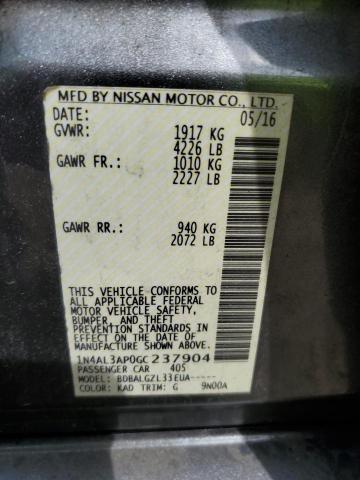 MFD BY NISSAN MOTOR CO., LTD.
DATE: 05/16
GVWR: 1917 KG
4226 LB
GAWR FR.: 1010 KG
2227 LB
GAWR RR.: 940 KG
2072 LB
THIS VEHICLE CONFORMS TO
ALL APPLICABLE FEDERAL
MOTOR VEHICLE SAFETY,
BUMPER, AND THEFT
PREVENTION STANDARDS IN
EFFECT ON THE DATE OF
MANUFACTURE SHOWN ABOVE.
1N4AL3AP0GC237904
PASSENGER CAR 405
MODEL: BDBALGZL33EUA-----
COLOR: KAD TRIM: G 9N00A